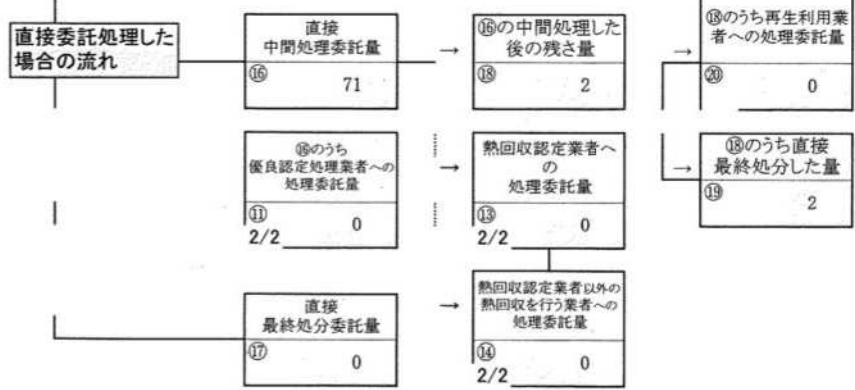 直接委託処理した
場合の流れ
直接
中間処理委託量
⑯
71
→
⑯の中間処理した
後の残さ量
⑱
2
→
⑱のうち再生利用業
者への処理委託量
⑳
0
⑯のうち
優良認定処理業者への
処理委託量
⑪
2/2
0
→
熱回収認定業者へ
の
処理委託量
⑬
2/2
0
→
⑱のうち直接
最終処分した量
⑲
2
直接
最終処分委託量
⑰
0
→
熱回収認定業者以外の
熱回収を行う業者への
処理委託量
⑭
2/2
0